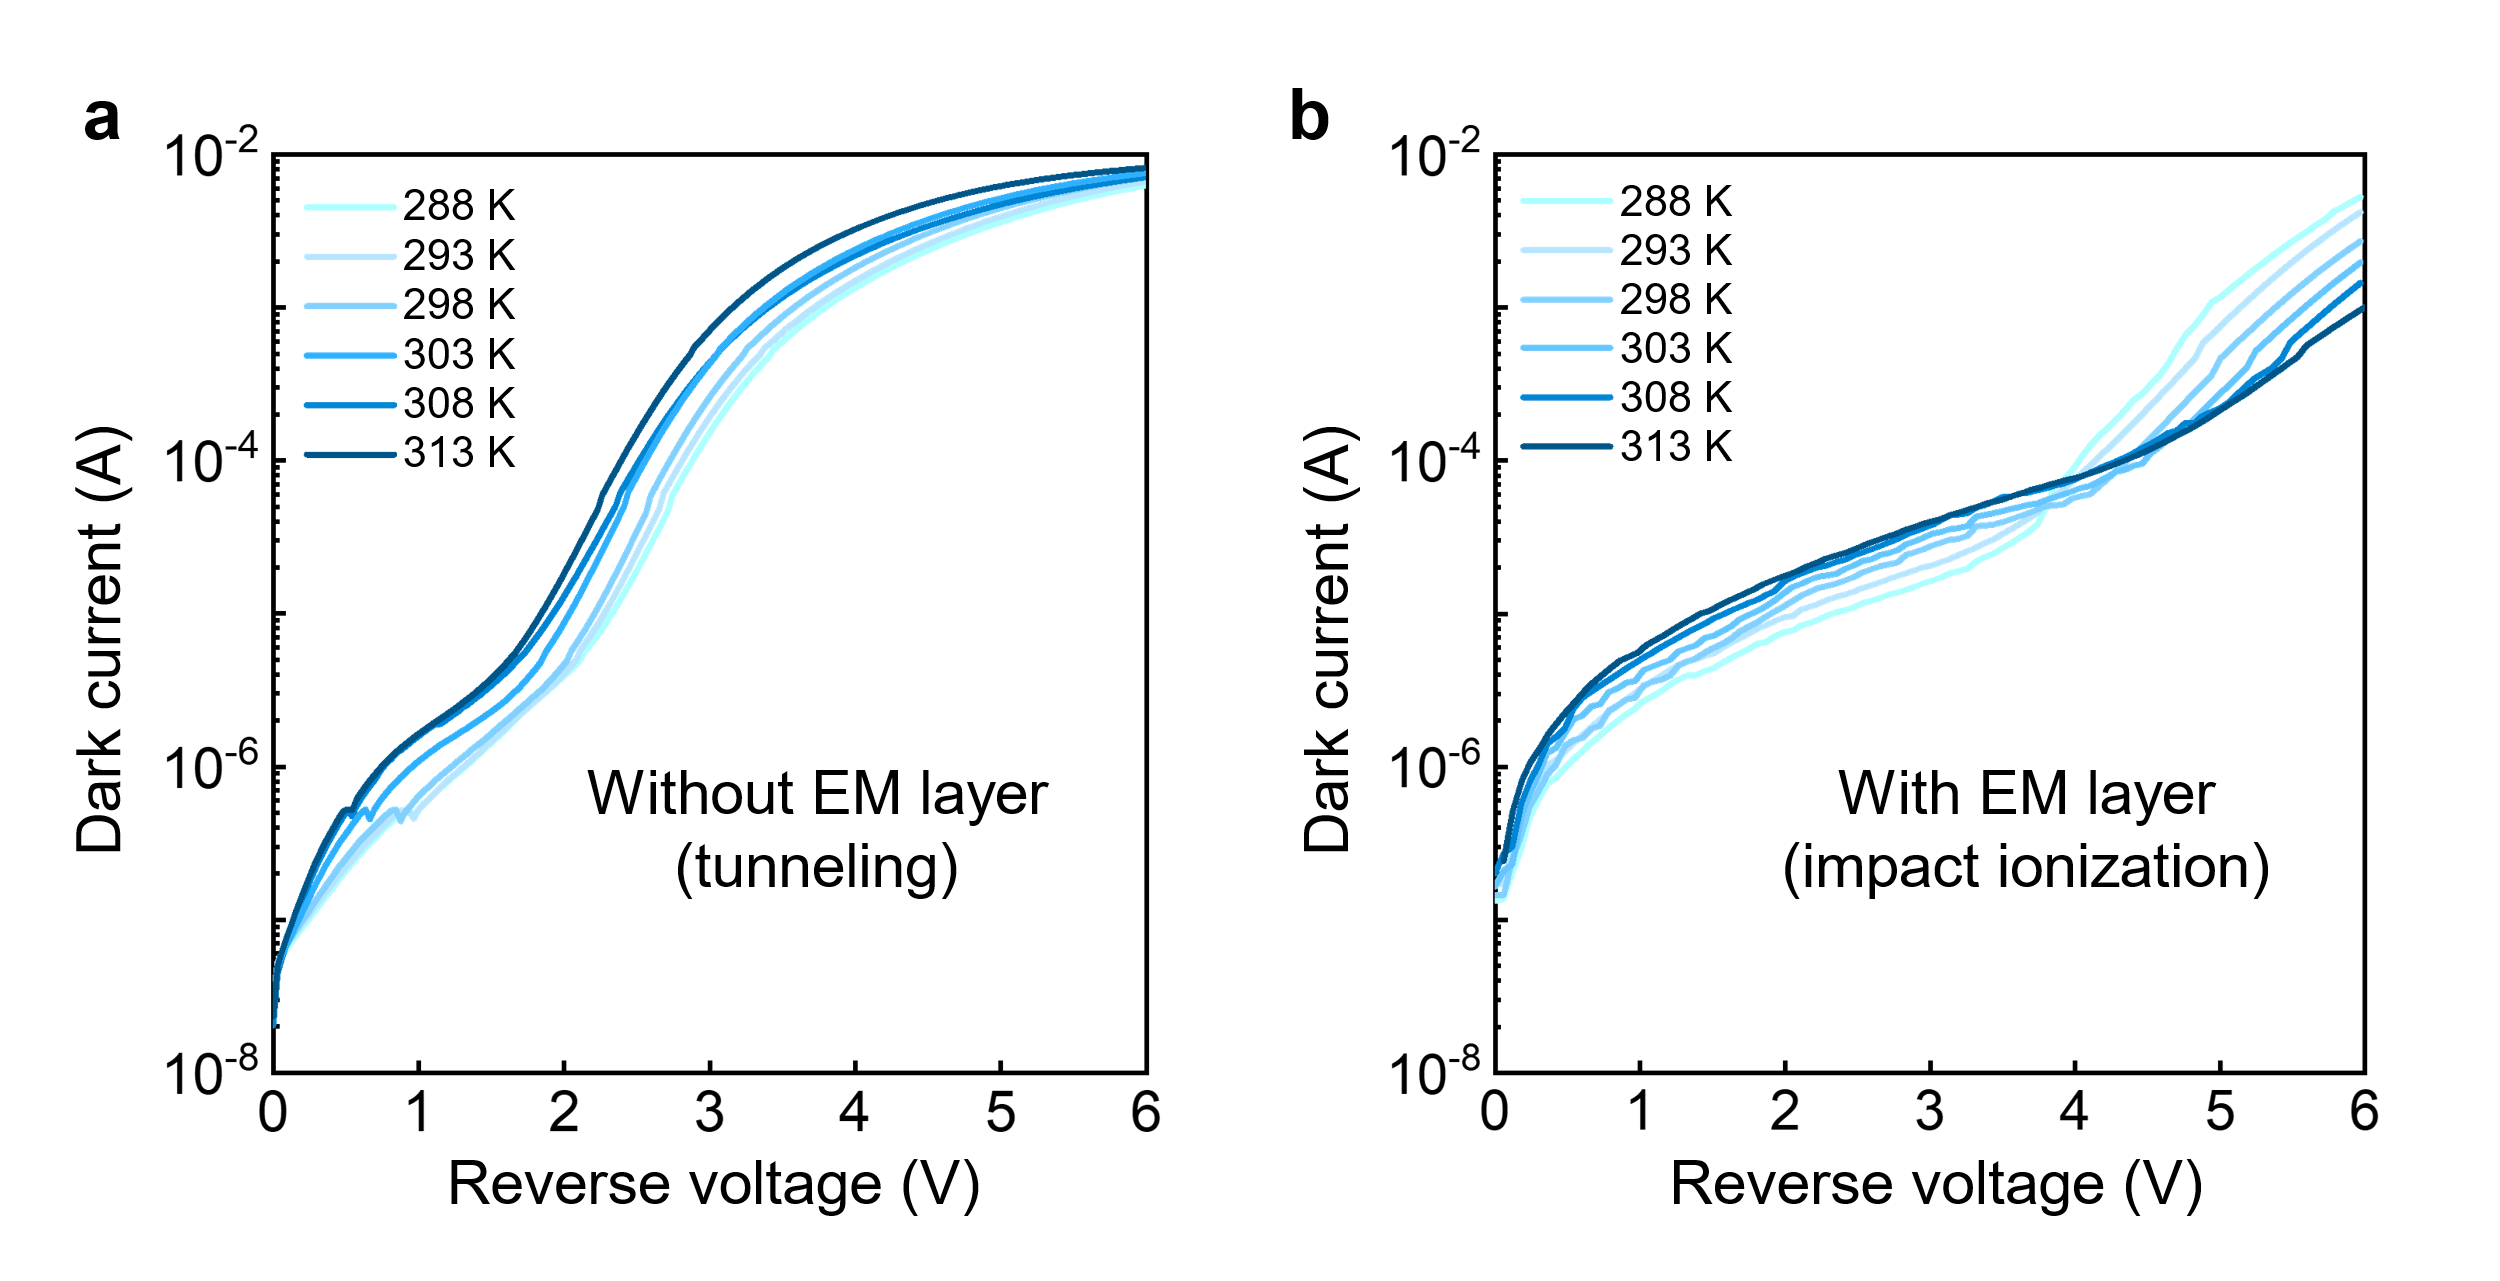 a
10⁻²
10⁻⁴
10⁻⁶
10⁻⁸
Dark current (A)
288 K
293 K
298 K
303 K
308 K
313 K
Without EM layer
(tunneling)
0 1 2 3 4 5 6
Reverse voltage (V)
b
10⁻²
10⁻⁴
10⁻⁶
10⁻⁸
Dark current (A)
288 K
293 K
298 K
303 K
308 K
313 K
With EM layer
(impact ionization)
0 1 2 3 4 5 6
Reverse voltage (V)